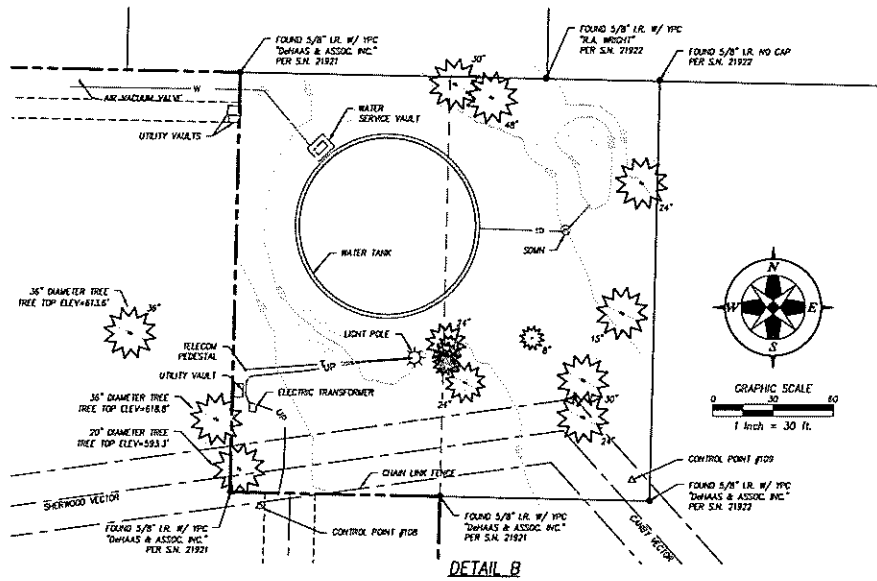 FOUND 5/8" I.R. W/ YPC
"DeHAAS & ASSOC. INC."
PER S.N. 21921
30"
FOUND 5/8" I.R. W/ YPC
"R.A. WRIGHT"
PER S.N. 21922
FOUND 5/8" I.R. NO CAP
PER S.N. 21922
W
AIR VACUUM VALVE
UTILITY VAULTS
WATER
SERVICE VAULT
48"
24"
SD
SDMH
WATER TANK
N
W
E
S
36" DIAMETER TREE
TREE TOP ELEV=613.6'
36"
LIGHT POLE
24"
8"
15"
TELECOM
PEDESTAL
UP
UTILITY VAULT
ELECTRIC TRANSFORMER
UP
24"
30"
24"
GRAPHIC SCALE
0
30
60
1 Inch = 30 ft.
36" DIAMETER TREE
TREE TOP ELEV=618.8'
20" DIAMETER TREE
TREE TOP ELEV=593.3'
CHAIN LINK FENCE
SHERWOOD VECTOR
CONTROL POINT #109
FOUND 5/8" I.R. W/ YPC
"DeHAAS & ASSOC. INC."
PER S.N. 21922
CANBY VECTOR
FOUND 5/8" I.R. W/ YPC
"DeHAAS & ASSOC. INC."
PER S.N. 21921
CONTROL POINT #108
FOUND 5/8" I.R. W/ YPC
"DeHAAS & ASSOC. INC."
PER S.N. 21921
DETAIL B